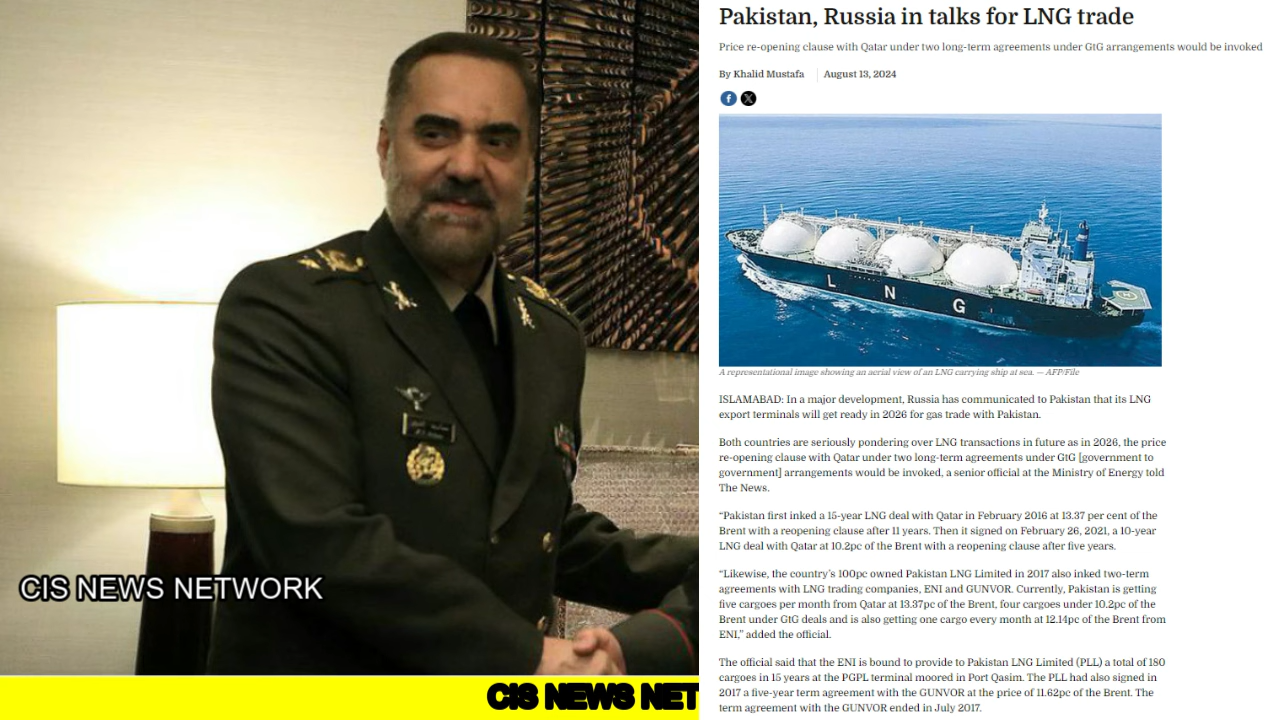 CIS NEWS NETWORK
CIS NEWS NET
Pakistan, Russia in talks for LNG trade
Price re-opening clause with Qatar under two long-term agreements under GtG arrangements would be invoked
By Khalid Mustafa August 13, 2024
LNG
A representational image showing an aerial view of an LNG carrying ship at sea. — AFP/File
ISLAMABAD: In a major development, Russia has communicated to Pakistan that its LNG
export terminals will get ready in 2026 for gas trade with Pakistan.
Both countries are seriously pondering over LNG transactions in future as in 2026, the price
re-opening clause with Qatar under two long-term agreements under GtG [government to
government] arrangements would be invoked, a senior official at the Ministry of Energy told
The News.
“Pakistan first inked a 15-year LNG deal with Qatar in February 2016 at 13.37 per cent of the
Brent with a reopening clause after 11 years. Then it signed on February 26, 2021, a 10-year
LNG deal with Qatar at 10.2pc of the Brent with a reopening clause after five years.
“Likewise, the country’s 100pc owned Pakistan LNG Limited in 2017 also inked two-term
agreements with LNG trading companies, ENI and GUNVOR. Currently, Pakistan is getting
five cargoes per month from Qatar at 13.37pc of the Brent, four cargoes under 10.2pc of the
Brent under GtG deals and is also getting one cargo every month at 12.14pc of the Brent from
ENI,” added the official.
The official said that the ENI is bound to provide to Pakistan LNG Limited (PLL) a total of 180
cargoes in 15 years at the PGPL terminal moored in Port Qasim. The PLL had also signed in
2017 a five-year term agreement with the GUNVOR at the price of 11.62pc of the Brent. The
term agreement with the GUNVOR ended in July 2017.